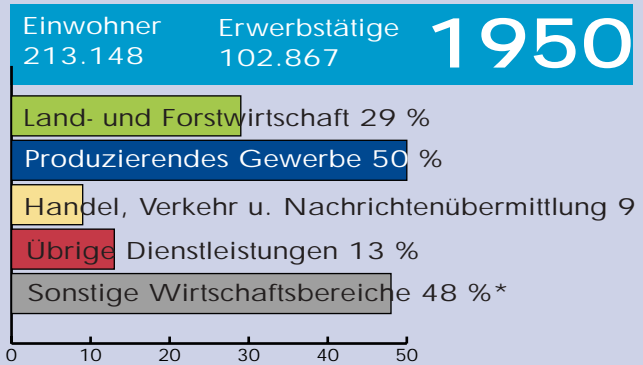 Einwohner
213.148
Erwerbstätige
102.867
1950
Land- und Forstwirtschaft 29 %
Produzierendes Gewerbe 50 %
Handel, Verkehr u. Nachrichtenübermittlung 9
Übrige Dienstleistungen 13 %
Sonstige Wirtschaftsbereiche 48 %*
0 10 20 30 40 50